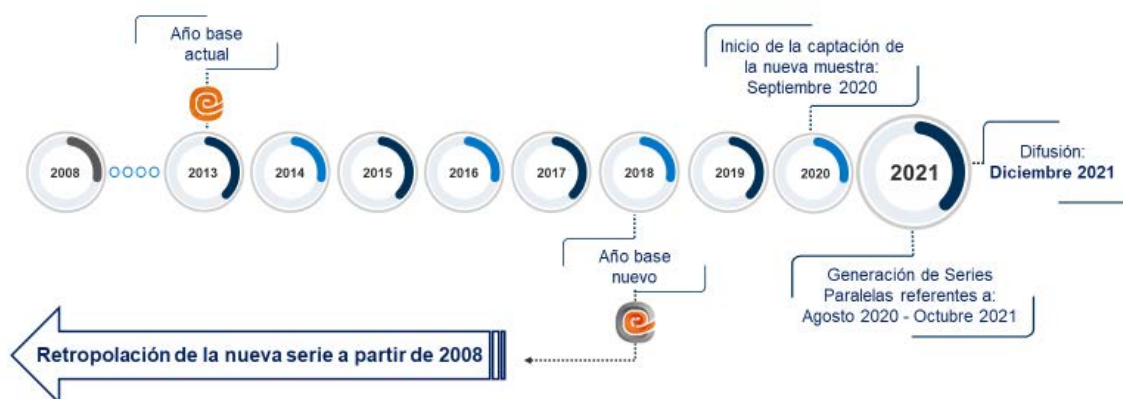 Año base
actual
Inicio de la captación de
la nueva muestra:
Septiembre 2020
2008
2013
2014
2015
2016
2017
2018
2019
2020
2021
Difusión:
Diciembre 2021
Año base
nuevo
Generación de Series
Paralelas referentes a:
Agosto 2020 - Octubre 2021
Retropolación de la nueva serie a partir de 2008